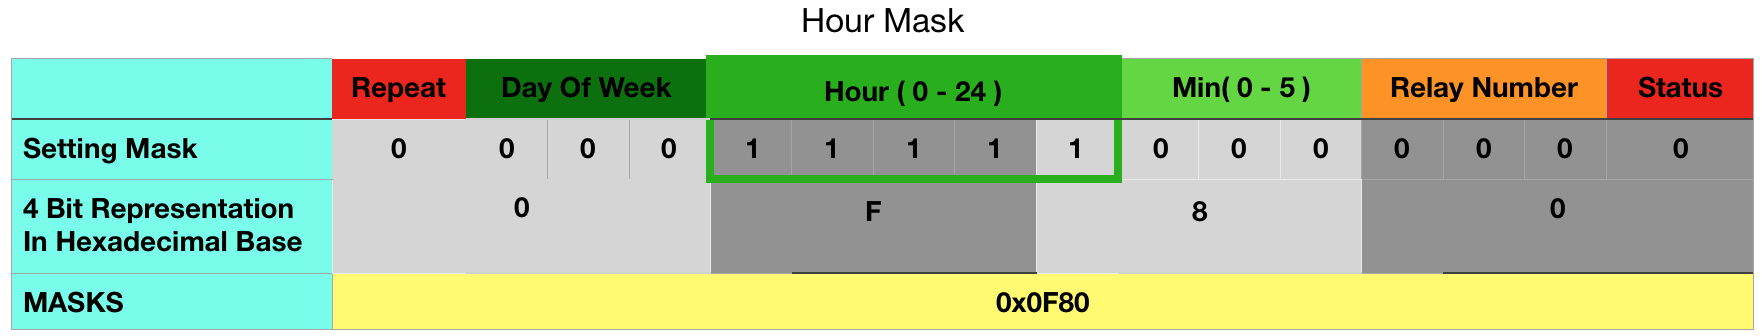 Hour Mask
Repeat Day Of Week Hour ( 0 - 24 ) Min( 0 - 5 ) Relay Number Status
Setting Mask 0 0 0 0 1 1 1 1 1 0 0 0 0 0 0 0
4 Bit Representation
In Hexadecimal Base 0 F 8 0
MASKS 0x0F80